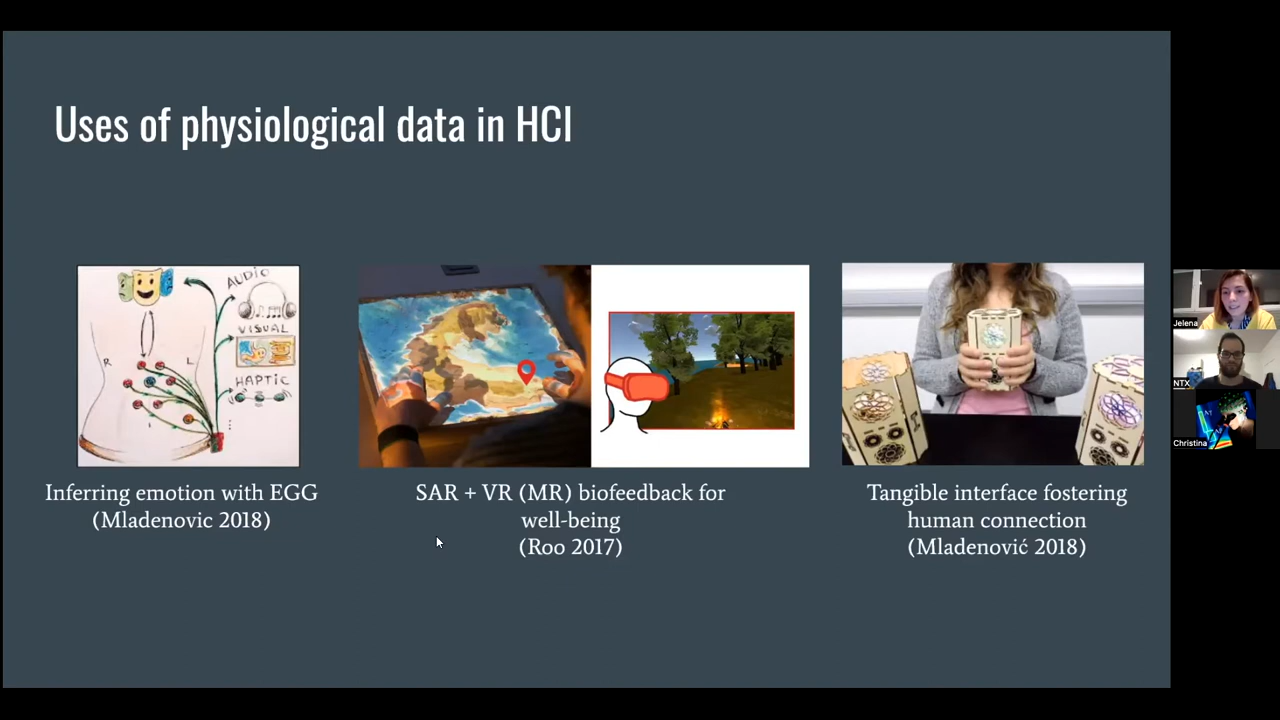 Uses of physiological data in HCI
AUDIO
VISUAL
HAPTIC
R
L
Inferring emotion with EGG
(Mladenovic 2018)
SAR + VR (MR) biofeedback for
well-being
(Roo 2017)
Tangible interface fostering
human connection
(Mladenović 2018)
Jelena
NTX
Christina